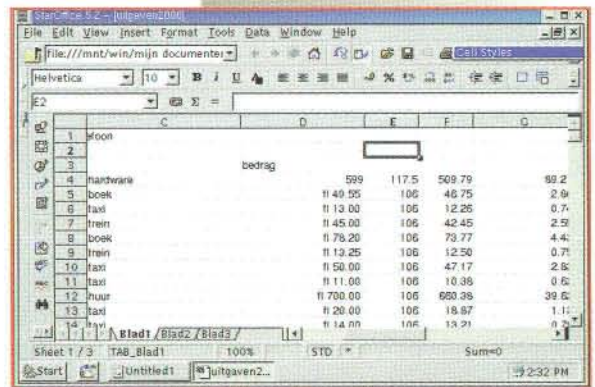 StarOffice 5.2 - [uitgaven2000]
File Edit View Insert Format Tools Data Window Help
file:///mnt/win/mijn documenten Cell Styles
Helvetica 10 B i U A
E2 Σ =
C D E F G
1 efoon
2
3 bedrag
4 hardware 599 117.5 509.79
5 boek fl 49.55 106 46.75
6 taxi fl 13.00 106 12.26 0.74
7 trein fl 45.00 106 42.45
8 boek fl 78.20 106 73.77
9 trein fl 13.25 106 12.50
10 taxi fl 50.00 106 47.17
11 taxi fl 11.00 106 10.38
12 huur fl 700.00 106 660.38
13 taxi fl 20.00 106 18.87
14 taxi fl 14.00 106 13.21
Blad1 Blad2 Blad3
Sheet 1 / 3 TAB_Blad1 100% STD * Sum=0
Start Untitled1 uitgaven2... 2:32 PM